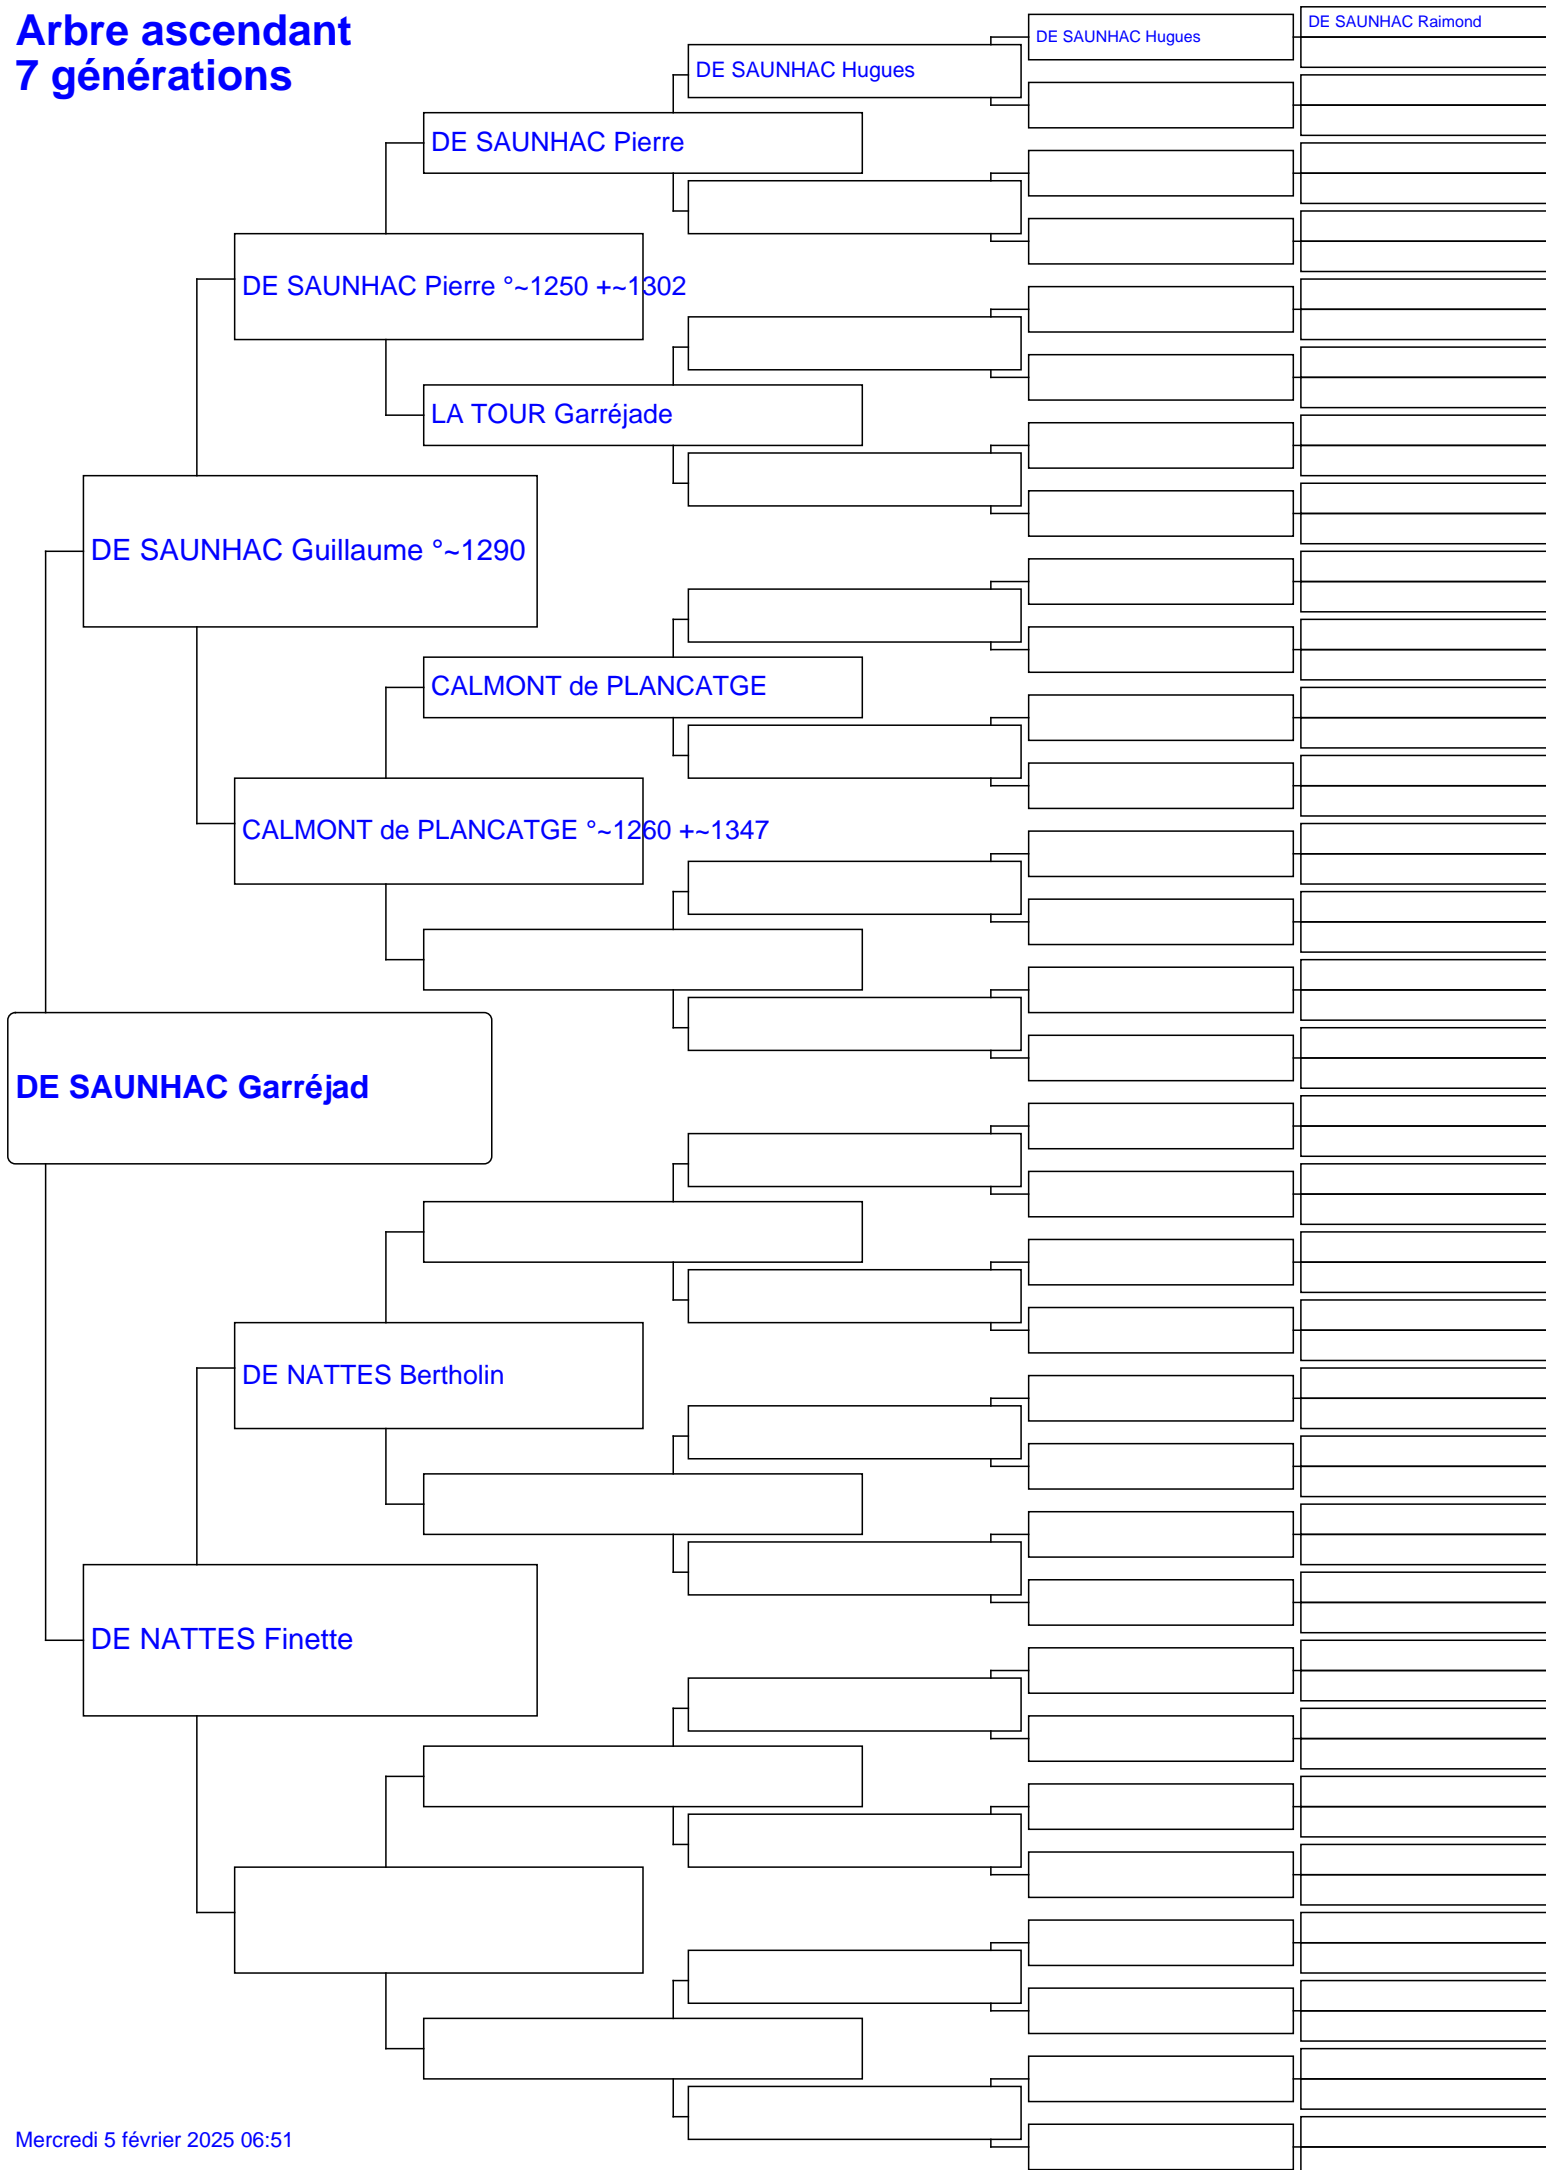 Arbre ascendant
7 générations
DE SAUNHAC Raimond
DE SAUNHAC Hugues
DE SAUNHAC Hugues
DE SAUNHAC Pierre
DE SAUNHAC Pierre °~1250 +~1302
LA TOUR Garréjade
DE SAUNHAC Guillaume °~1290
CALMONT de PLANCATGE
CALMONT de PLANCATGE °~1260 +~1347
DE SAUNHAC Garréjad
DE NATTES Bertholin
DE NATTES Finette
Mercredi 5 février 2025 06:51